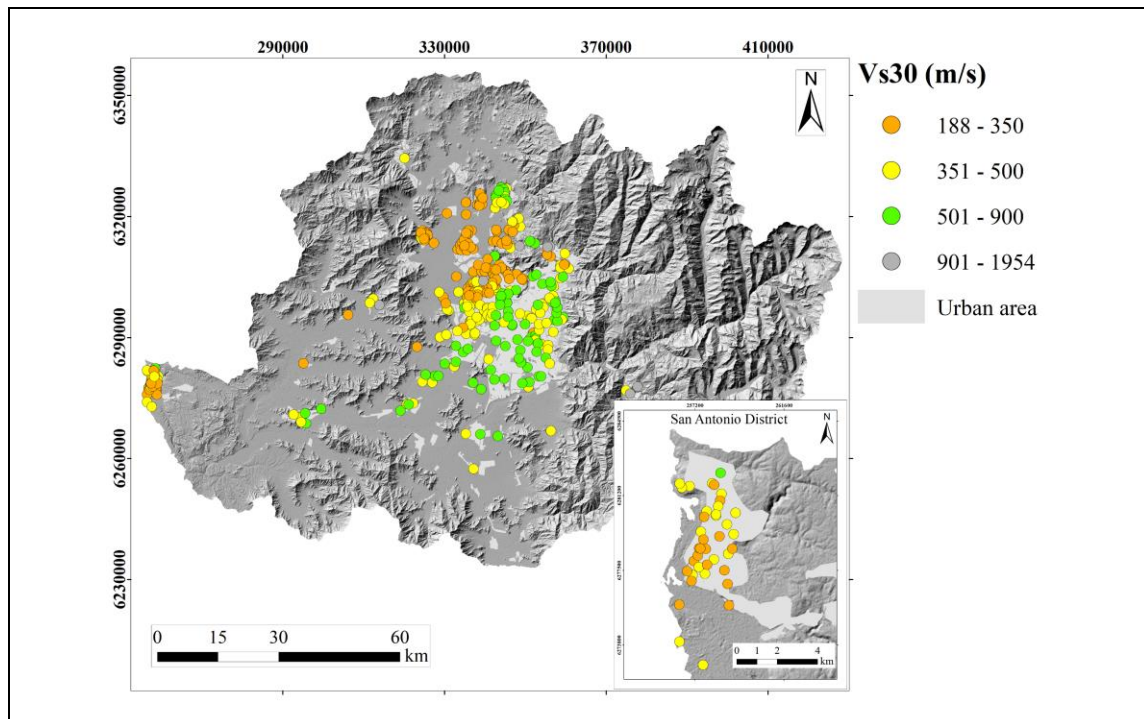 290000 330000 370000 410000
6350000
6320000
6290000
6260000
6230000
N
Vs30 (m/s)
188 - 350
351 - 500
501 - 900
901 - 1954
Urban area
0 15 30 60
km
San Antonio District
N
0 1 2 4
km